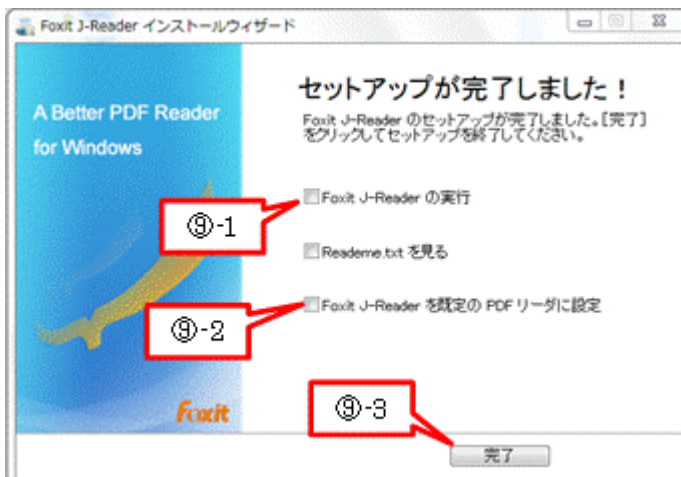 Foxit J-Reader インストールウィザード
A Better PDF Reader
for Windows
セットアップが完了しました！
Foxit J-Reader のセットアップが完了しました。［完了］
をクリックしてセットアップを終了してください。
⑨-1
Foxit J-Reader の実行
Reademe.txt を見る
⑨-2
Foxit J-Reader を既定の PDF リーダに設定
Foxit
⑨-3
完了